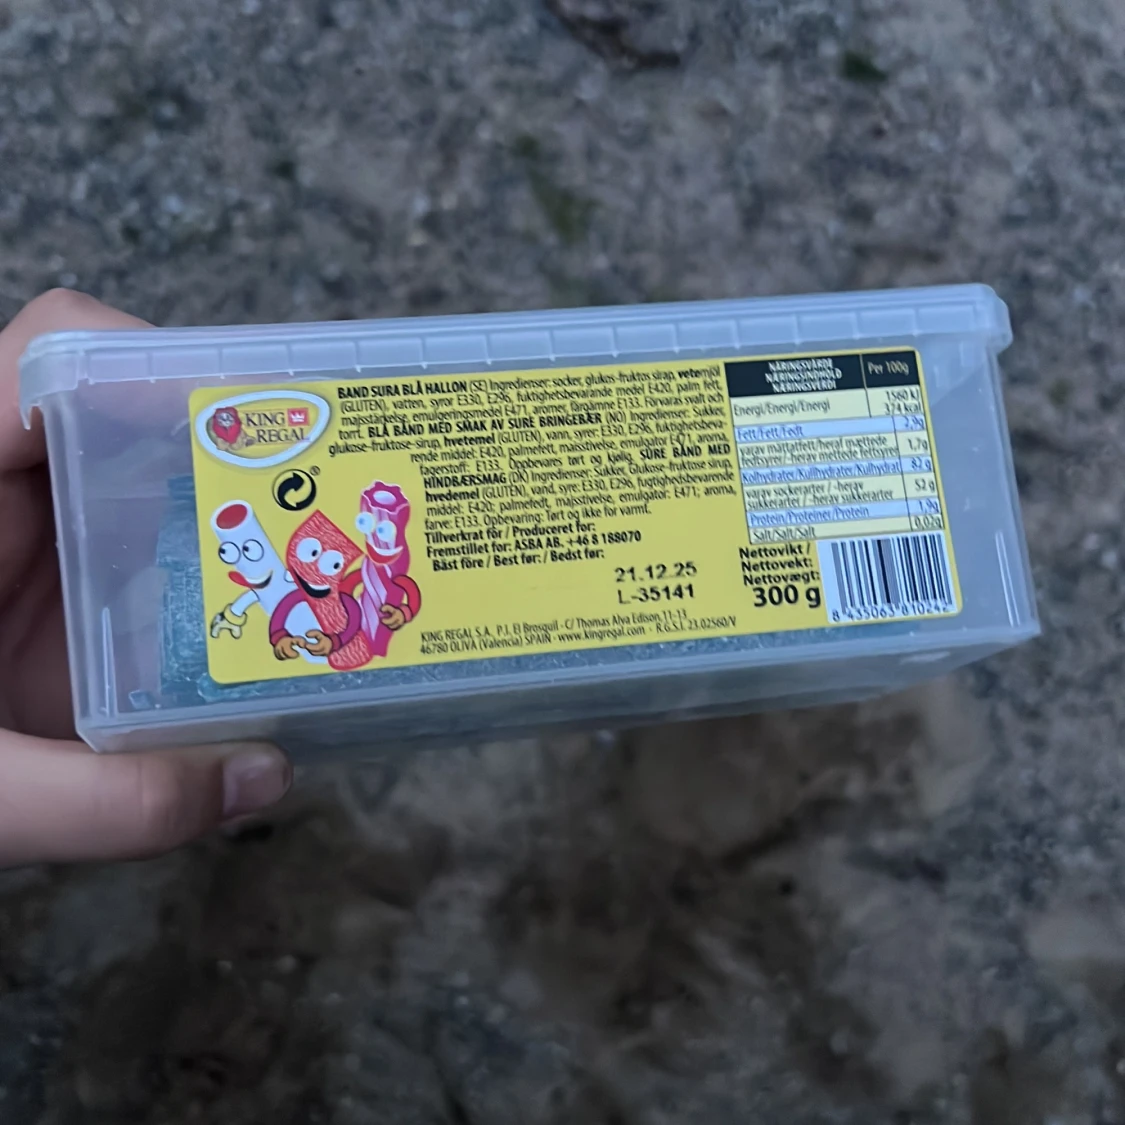 KING
REGAL
®
BAND SURA BLÅ HALLON (SE) Ingredienser: socker, glukos-fruktos sirap, vetemjöl
(GLUTEN), vatten, syror E330, E296, fuktighetsbevarande medel E420, palm fett,
majsstärkelse, emulgeringsmedel E471, aromer, färgämne E133. Förvaras svalt och
torrt. BLÅ BÅND MED SMAK AV SURE BRINGEBÆR (NO) Ingredienser: Sukker,
glukose-fruktose-sirup, hvetemel (GLUTEN), vann, syrer: E330, E296, fuktighetsbeva-
rende middel: E420, palmefett, maisstivelse, emulgator E471, aroma,
fagerstoff: E133. Oppbevares tørt og kjølig. SURE BÅND MED
HINDBÆRSMAG (DK) Ingredienser: Sukker, Glukose-fruktose sirup,
hvedemel (GLUTEN), vand, syre: E330, E296, fugtighedsbevarende
middel: E420; palmefedt, majsstivelse, emulgator: E471; aroma,
farve: E133. Opbevaring: Tørt og ikke for varmt.
Tillverkat för / Produceret for:
Fremstillet for: ASBA AB. +46 8 188070
Bäst före / Best før: / Bedst før:
21.12.25
L-35141
KING REGAL S.A. P.I. El Brosquil - C/ Thomas Alva Edison, 11-13
46780 OLIVA (Valencia) SPAIN - www.kingregal.com - R.G.S.I. 23.02560/V
NÄRINGSVÄRDE
NÆRINGSINDHOLD
NÆRINGSVERDI
Per 100g
Energi/Energi/Energi 1560 kJ
374 kcal
Fett/Fett/Fedt 2,9g
varav mättatfett/heraf mættede
fedtsyrer/-herav mettede fettsyrer 1,7g
Kolhydrater/Kulhydrater/Kulhydrat 82 g
varav sockerarter / -herav
sukkerarter / -herav sukkerarter 52 g
Protein/Proteiner/Protein 1,9g
Salt/Salt/Salt 0,02g
Nettovikt /
Nettovekt:
Nettovægt:
300 g
8 435063 810242